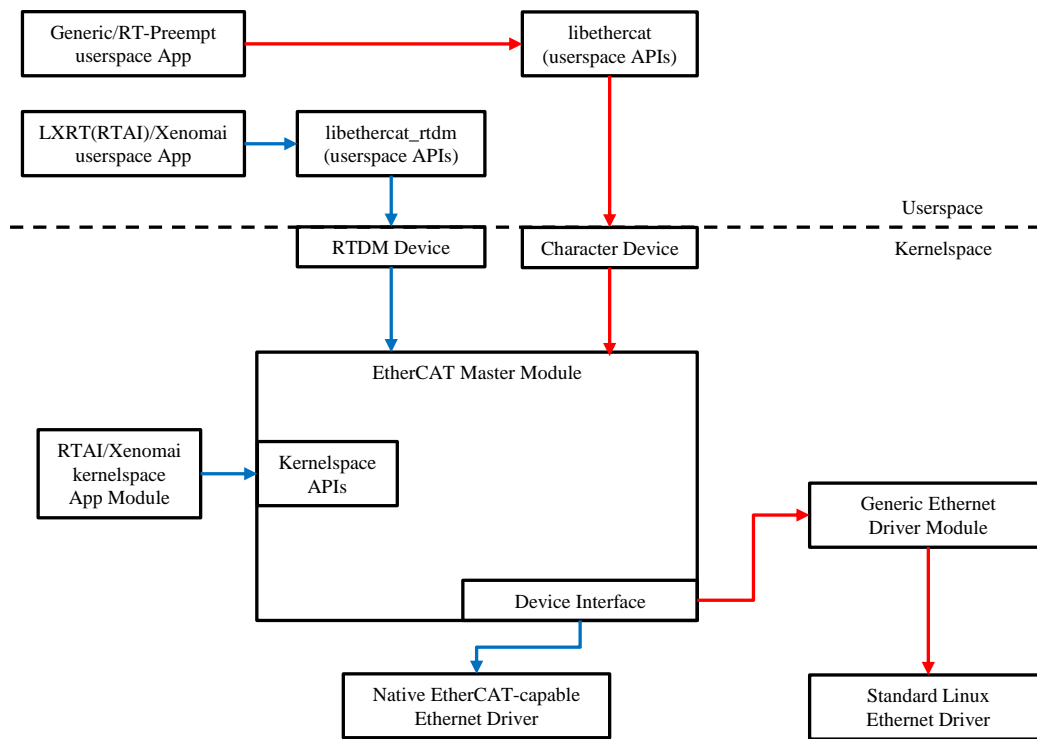 Generic/RT-Preempt
userspace App
libethercat
(userspace APIs)
LXRT(RTAI)/Xenomai
userspace App
libethercat_rtdm
(userspace APIs)
Userspace
RTDM Device
Character Device
Kernelspace
EtherCAT Master Module
RTAI/Xenomai
kernelspace
App Module
Kernelspace
APIs
Generic Ethernet
Driver Module
Device Interface
Native EtherCAT-capable
Ethernet Driver
Standard Linux
Ethernet Driver